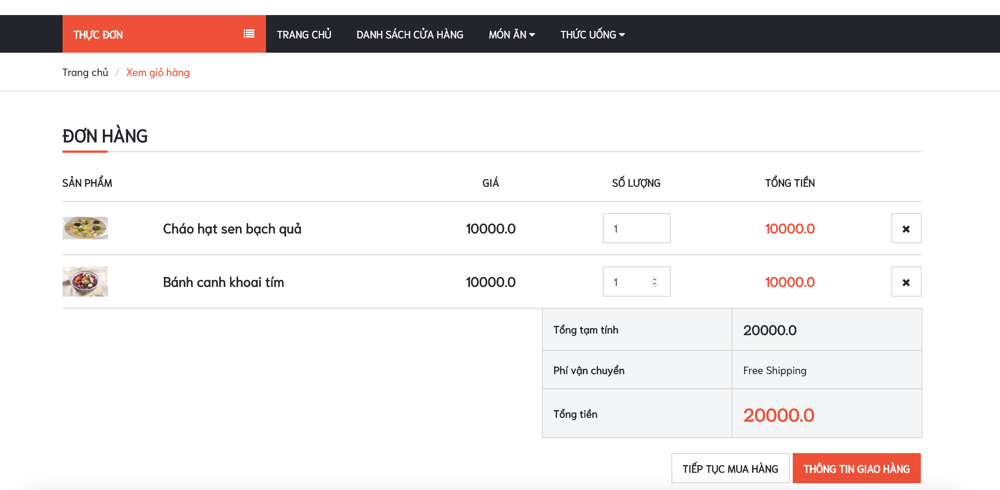 THỰC ĐƠN TRANG CHỦ DANH SÁCH CỬA HÀNG MÓN ĂN THỨC UỐNG
Trang chủ / Xem giỏ hàng
ĐƠN HÀNG
SẢN PHẨM GIÁ SỐ LƯỢNG TỔNG TIỀN
Cháo hạt sen bạch quả 10000.0 1 10000.0
Bánh canh khoai tím 10000.0 1 10000.0
Tổng tạm tính 20000.0
Phí vận chuyển Free Shipping
Tổng tiền 20000.0
TIẾP TỤC MUA HÀNG THÔNG TIN GIAO HÀNG